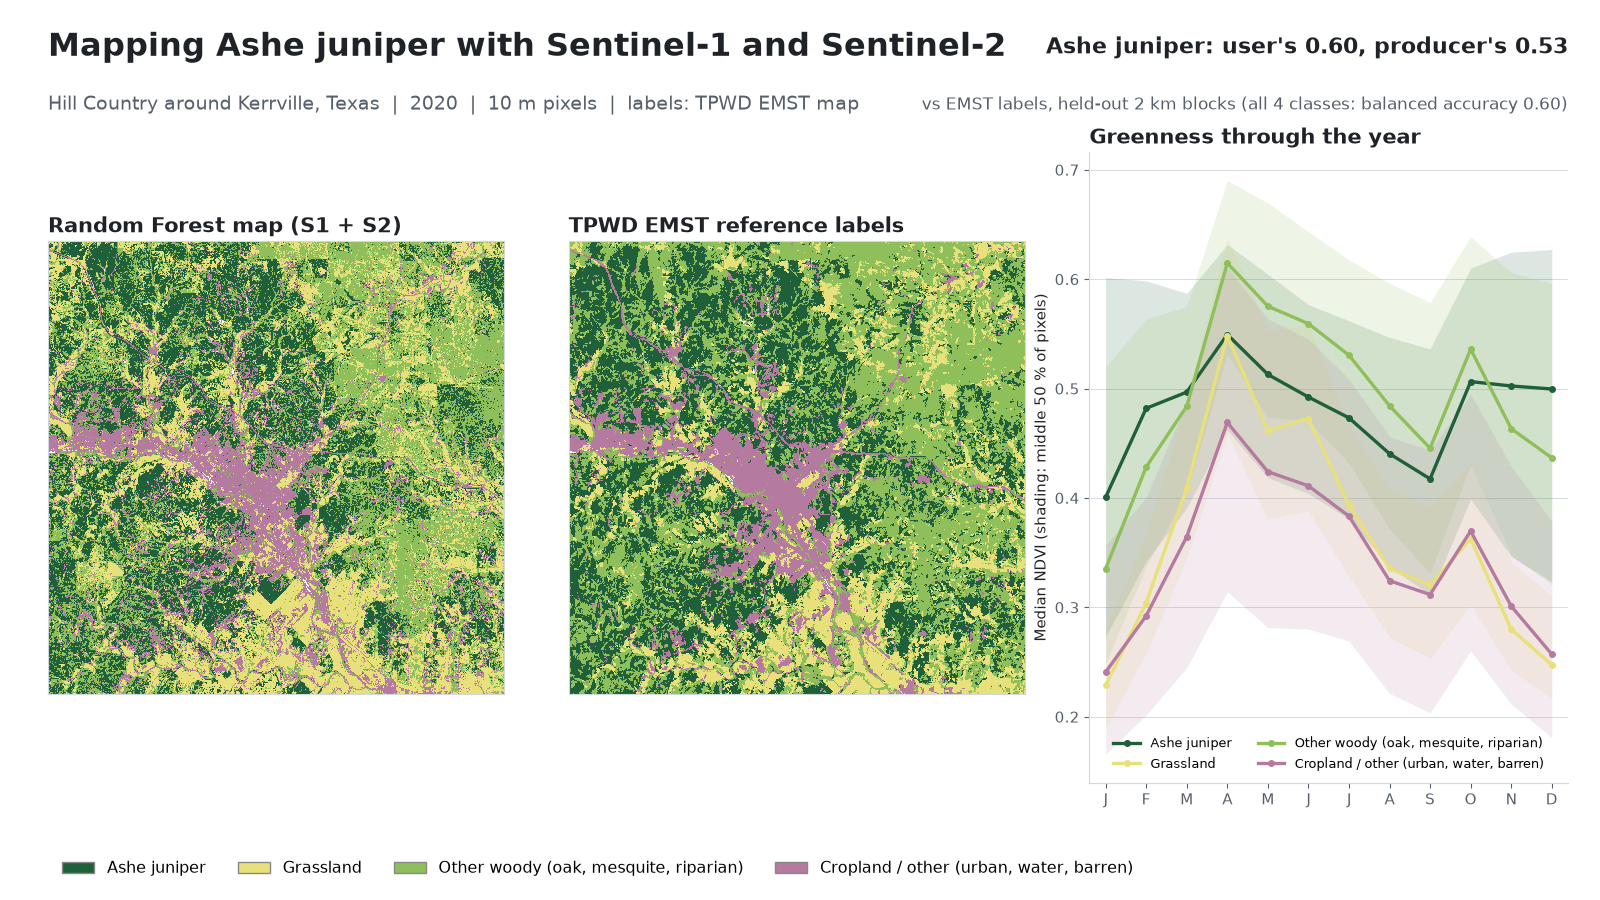 Mapping Ashe juniper with Sentinel-1 and Sentinel-2
Ashe juniper: user's 0.60, producer's 0.53
Hill Country around Kerrville, Texas | 2020 | 10 m pixels | labels: TPWD EMST map
vs EMST labels, held-out 2 km blocks (all 4 classes: balanced accuracy 0.60)
Random Forest map (S1 + S2)
TPWD EMST reference labels
Greenness through the year
Median NDVI (shading: middle 50 % of pixels)
0.7
0.6
0.5
0.4
0.3
0.2
Ashe juniper
Grassland
Other woody (oak, mesquite, riparian)
Cropland / other (urban, water, barren)
J F M A M J J A S O N D
Ashe juniper
Grassland
Other woody (oak, mesquite, riparian)
Cropland / other (urban, water, barren)